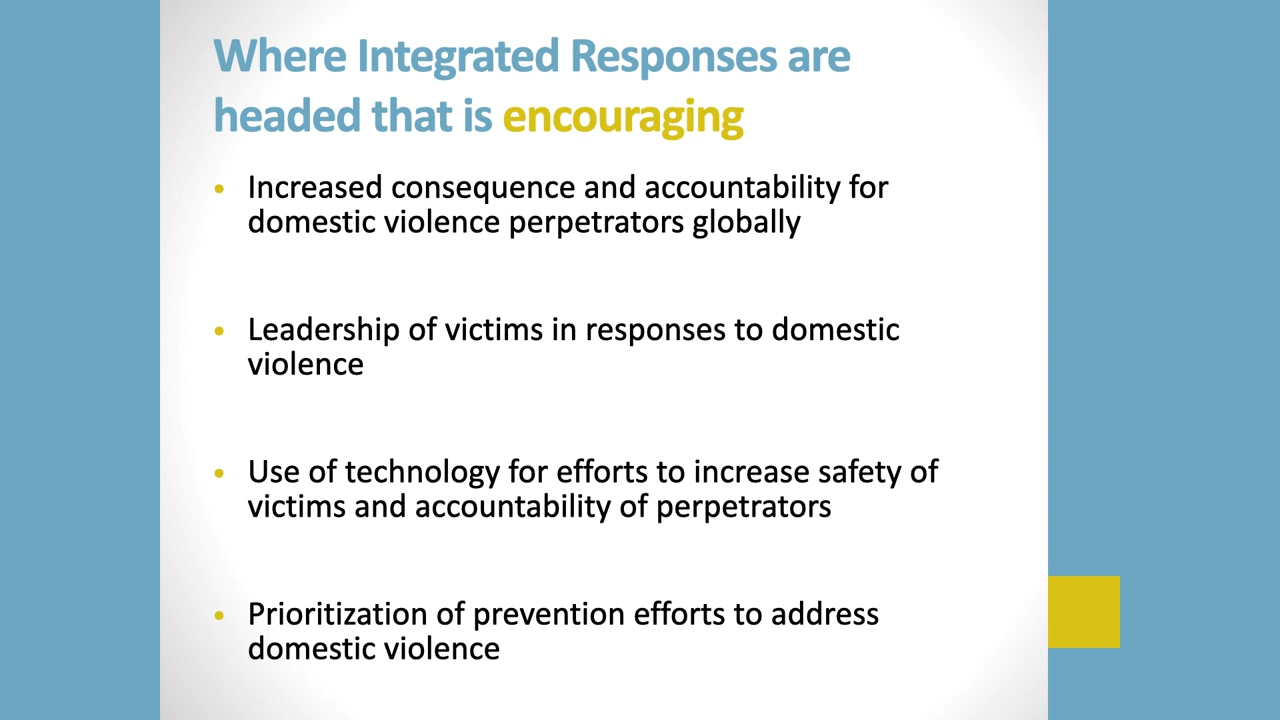 Where Integrated Responses are
headed that is encouraging
• Increased consequence and accountability for
domestic violence perpetrators globally
• Leadership of victims in responses to domestic
violence
• Use of technology for efforts to increase safety of
victims and accountability of perpetrators
• Prioritization of prevention efforts to address
domestic violence